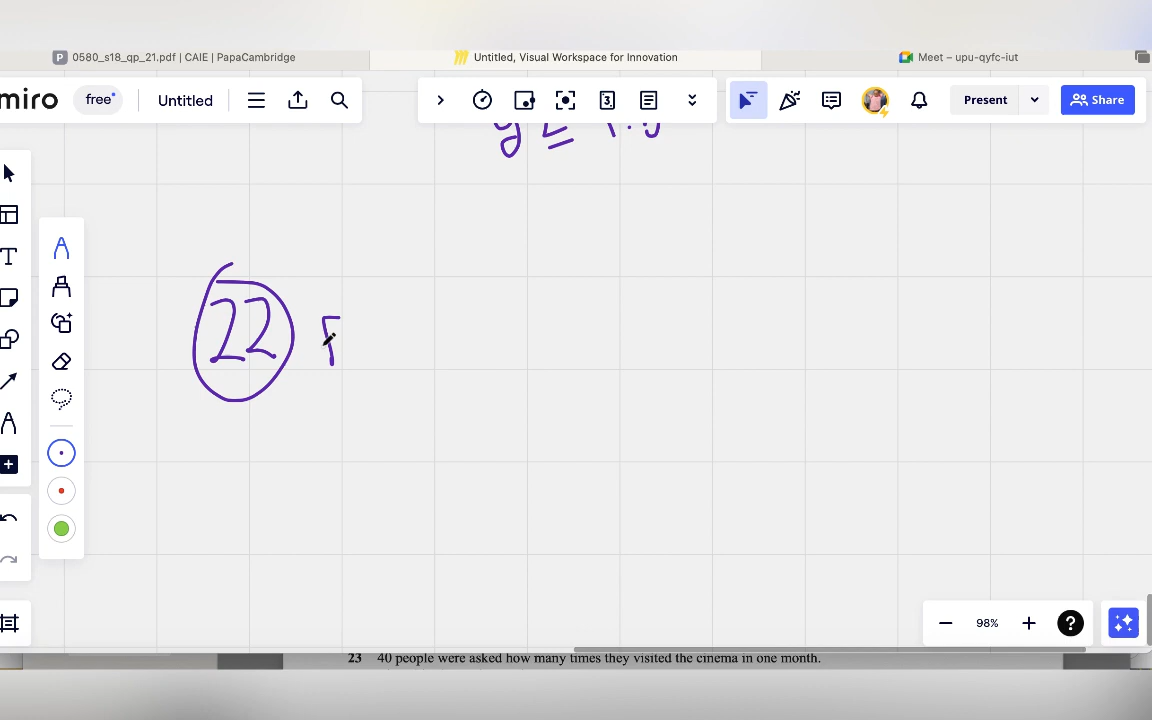 0580_s18_qp_21.pdf | CAIE | PapaCambridge
Untitled, Visual Workspace for Innovation
Meet – upu-qyfc-iut
miro
free
Untitled
3
Present
Share
y
22 F
T
98%
?
23 40 people were asked how many times they visited the cinema in one month.